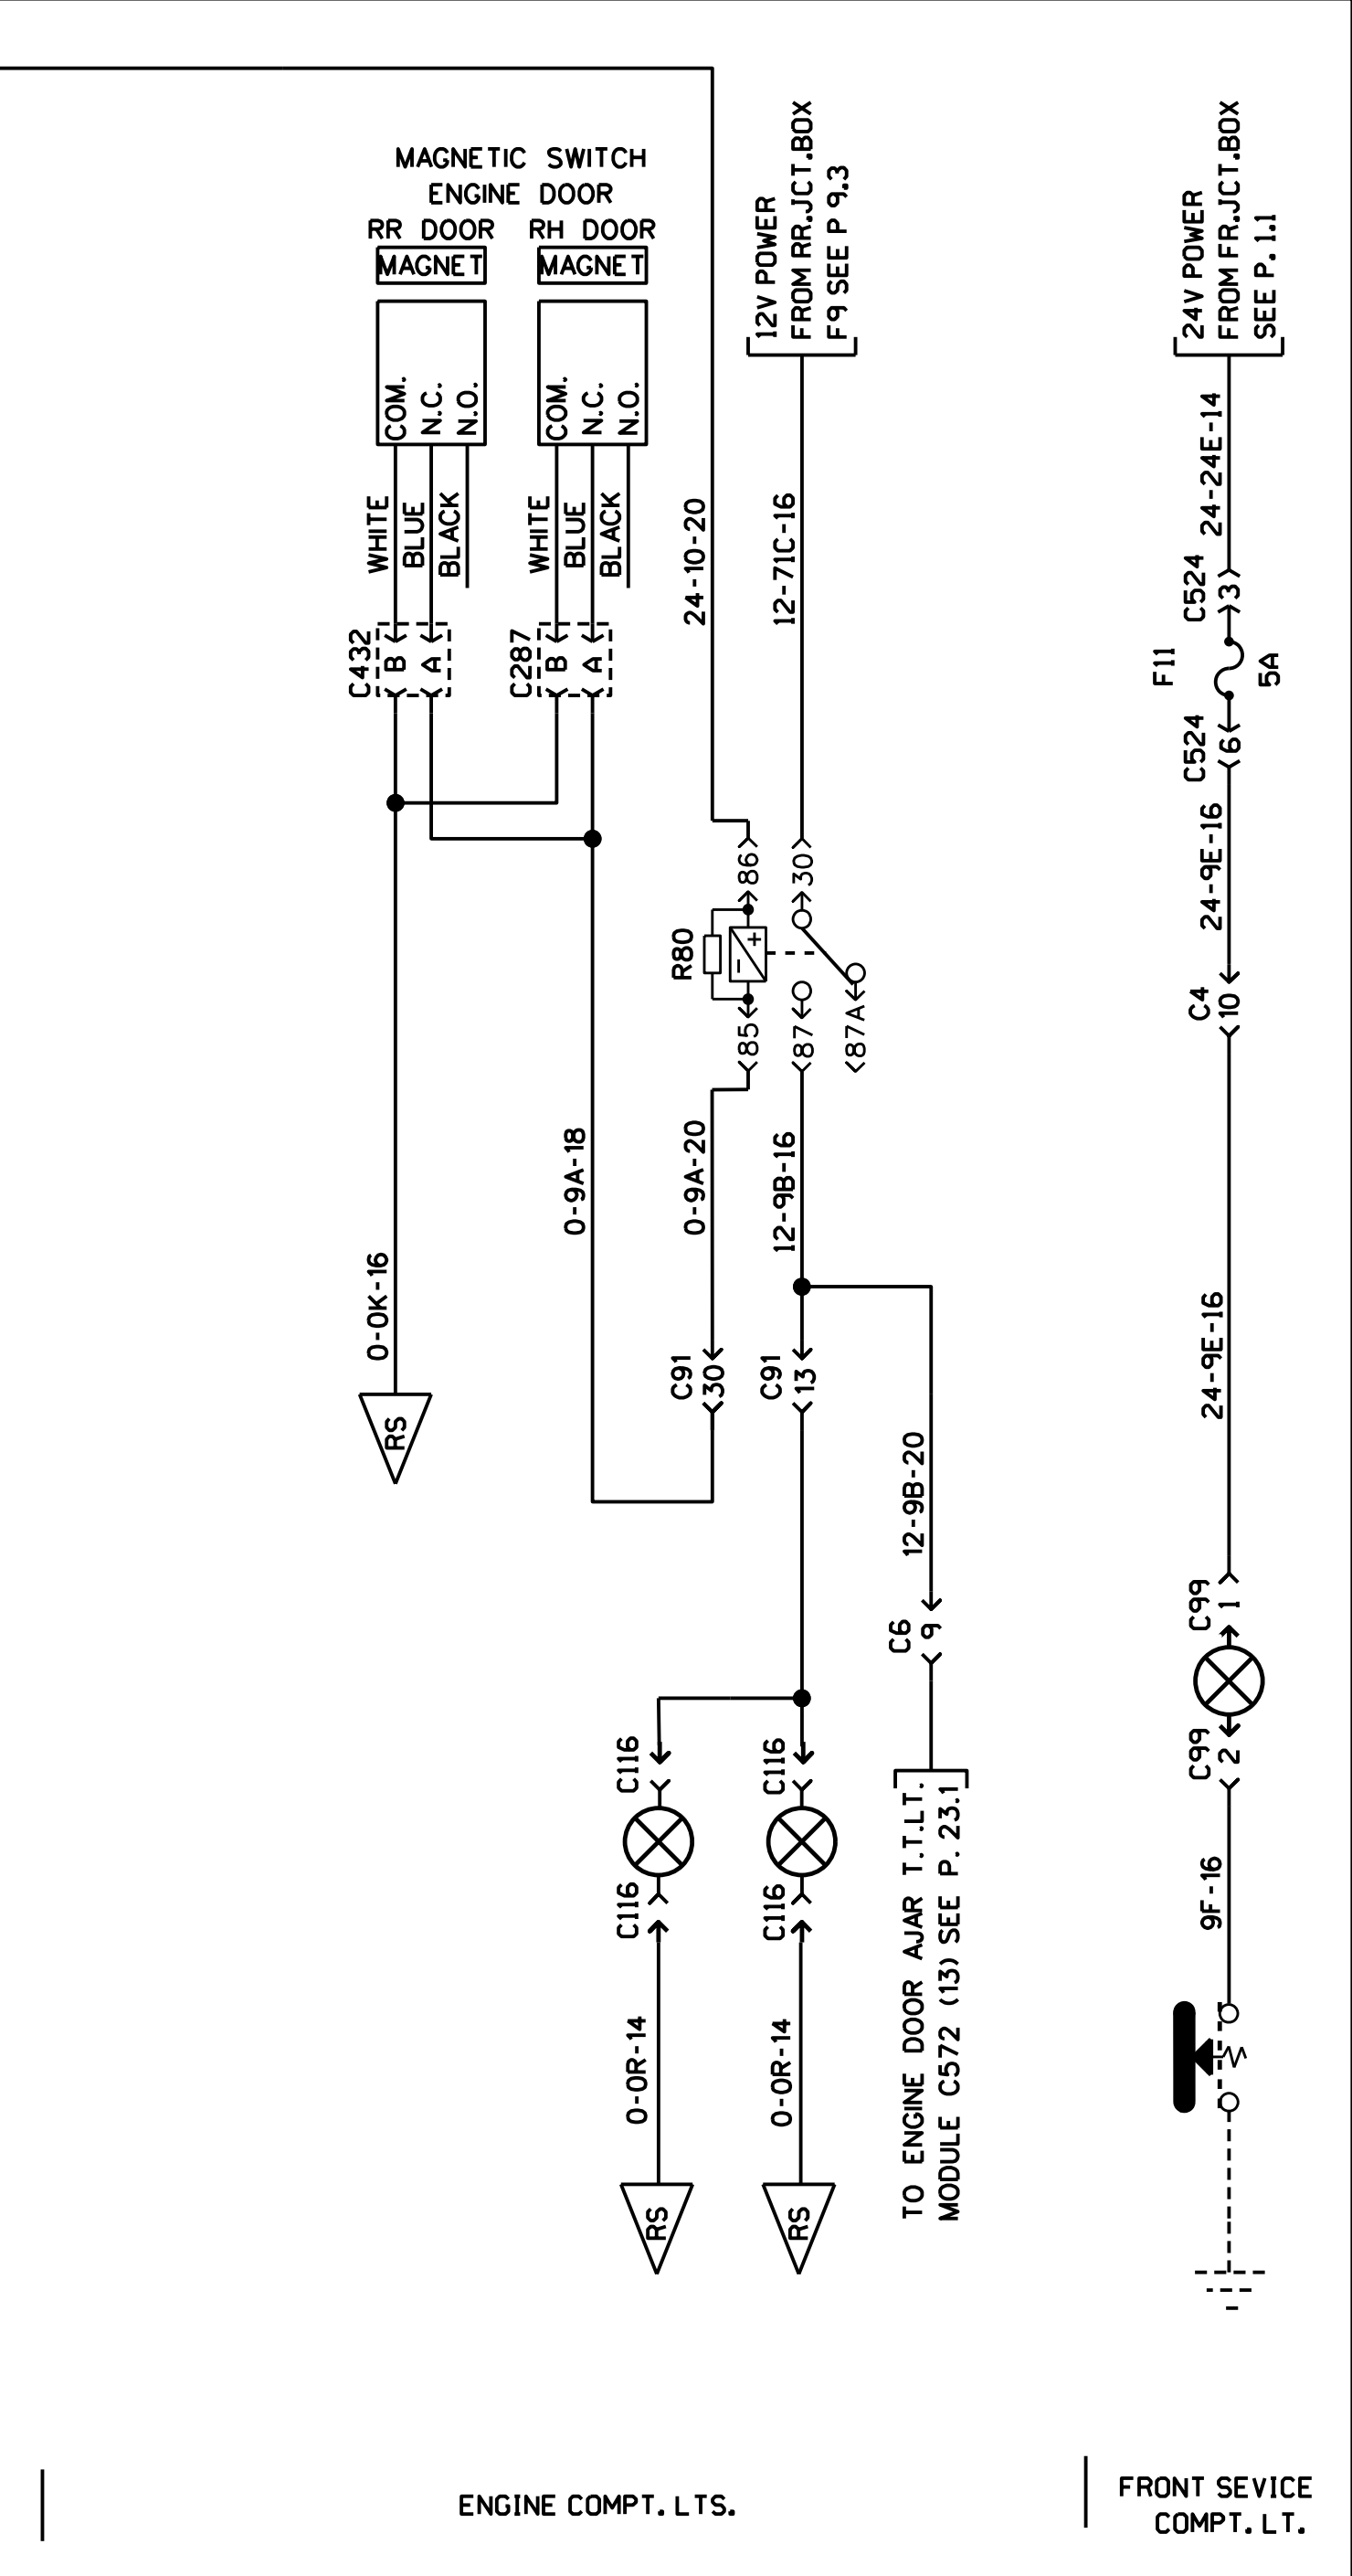 MAGNETIC SWITCH
ENGINE DOOR
RR DOOR
RH DOOR
MAGNET
MAGNET
COM.
N.C.
N.O.
COM.
N.C.
N.O.
WHITE
BLUE
BLACK
WHITE
BLUE
BLACK
C432
B
A
C287
B
A
24-10-20
12V POWER
FROM RR.JCT.BOX
F9 SEE P 9.3
12-71C-16
24V POWER
FROM FR.JCT.BOX
SEE P. 1.1
24-24E-14
C524
3
F11
5A
C524
6
24-9E-16
C4
10
R80
86
30
+
-
85
87
87A
0-0K-16
RS
0-9A-18
0-9A-20
12-9B-16
C91
30
C91
13
12-9B-20
C6
9
24-9E-16
C99
1
C99
2
9F-16
C116
C116
C116
C116
0-0R-14
0-0R-14
RS
RS
TO ENGINE DOOR AJAR T.T.LT.
MODULE C572 (13) SEE P. 23.1
ENGINE COMPT. LTS.
FRONT SEVICE
COMPT. LT.